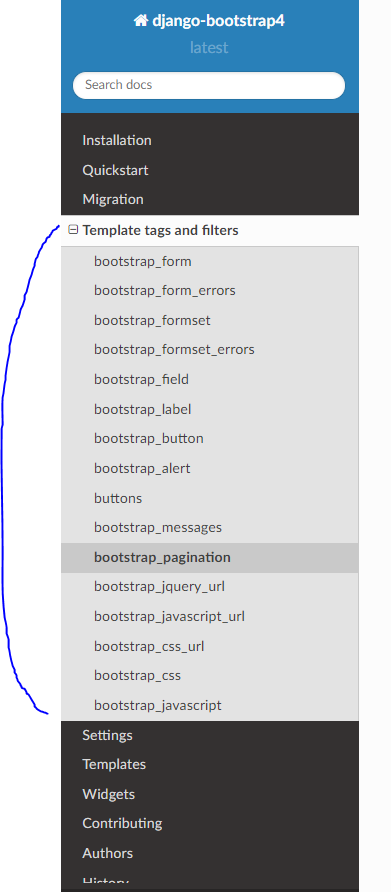 django-bootstrap4
latest
Search docs
Installation
Quickstart
Migration
Template tags and filters
bootstrap_form
bootstrap_form_errors
bootstrap_formset
bootstrap_formset_errors
bootstrap_field
bootstrap_label
bootstrap_button
bootstrap_alert
buttons
bootstrap_messages
bootstrap_pagination
bootstrap_jquery_url
bootstrap_javascript_url
bootstrap_css_url
bootstrap_css
bootstrap_javascript
Settings
Templates
Widgets
Contributing
Authors
History